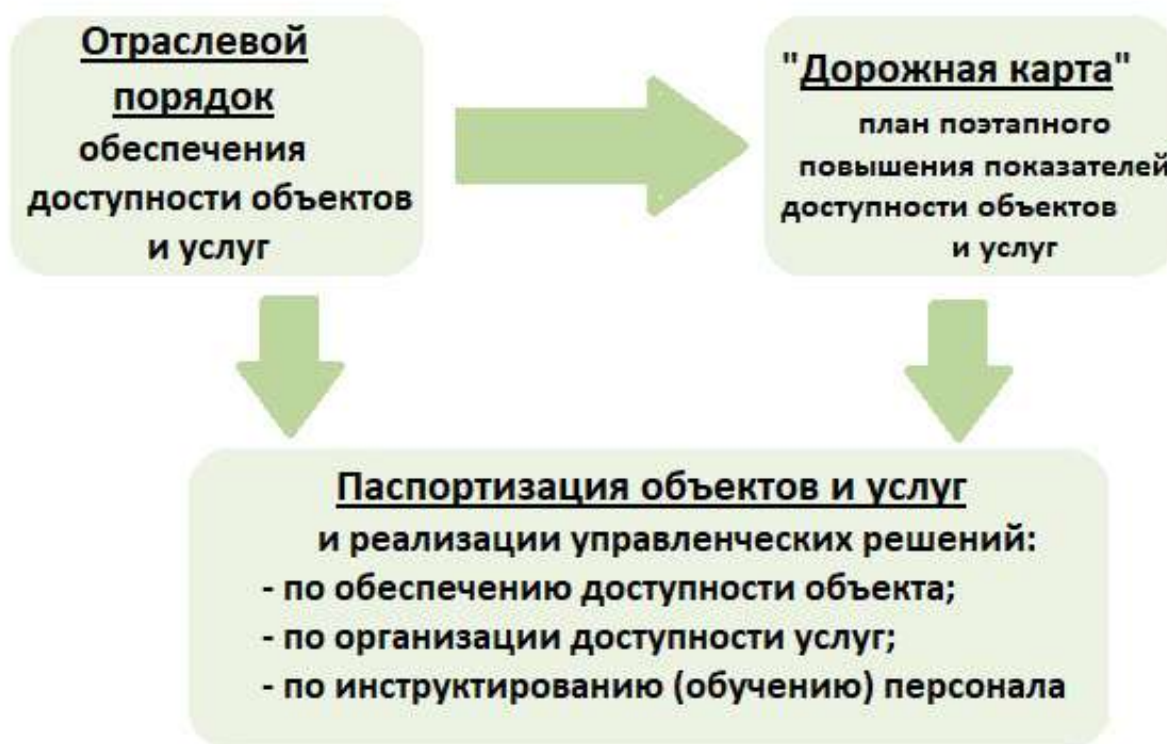 Отраслевой
порядок
обеспечения
доступности объектов
и услуг
"Дорожная карта"
план поэтапного
повышения показателей
доступности объектов
и услуг
Паспортизация объектов и услуг
и реализации управленческих решений:
- по обеспечению доступности объекта;
- по организации доступности услуг;
- по инструктированию (обучению) персонала